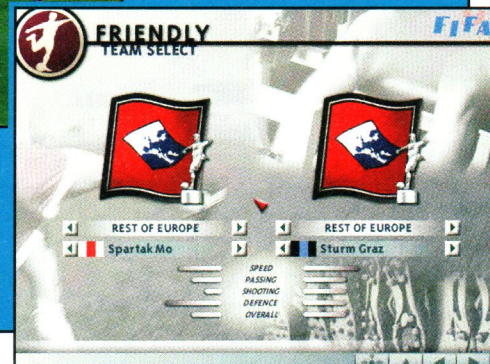 FRIENDLY
TEAM SELECT
FIFA
REST OF EUROPE
REST OF EUROPE
Spartak Mo
Sturm Graz
SPEED
PASSING
SHOOTING
DEFENCE
OVERALL